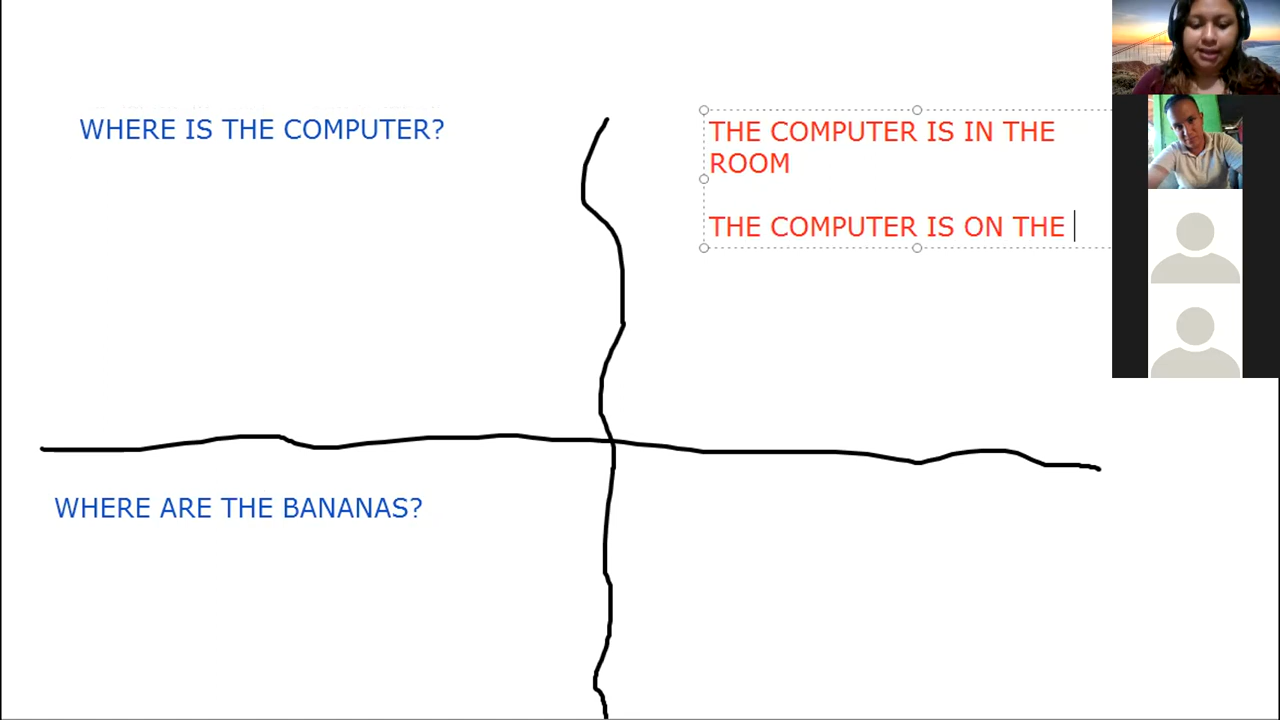 WHERE IS THE COMPUTER?
THE COMPUTER IS IN THE
ROOM
THE COMPUTER IS ON THE
WHERE ARE THE BANANAS?